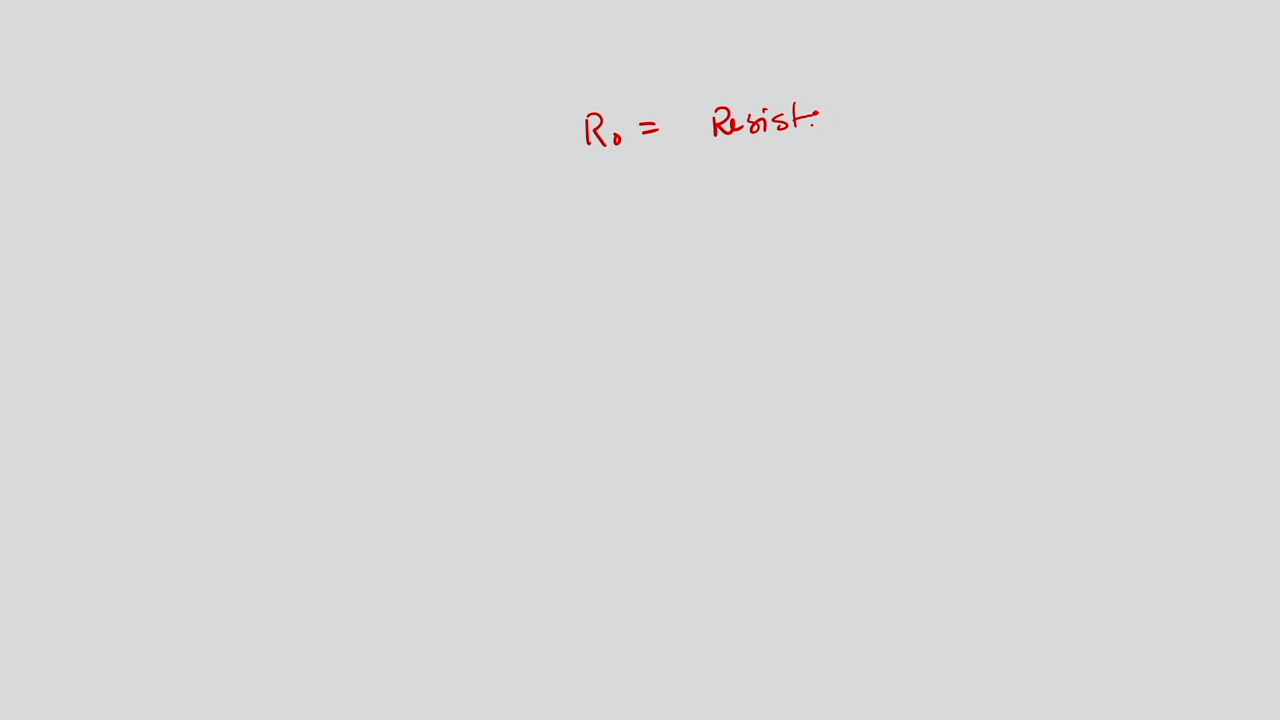 R₀ = Resist